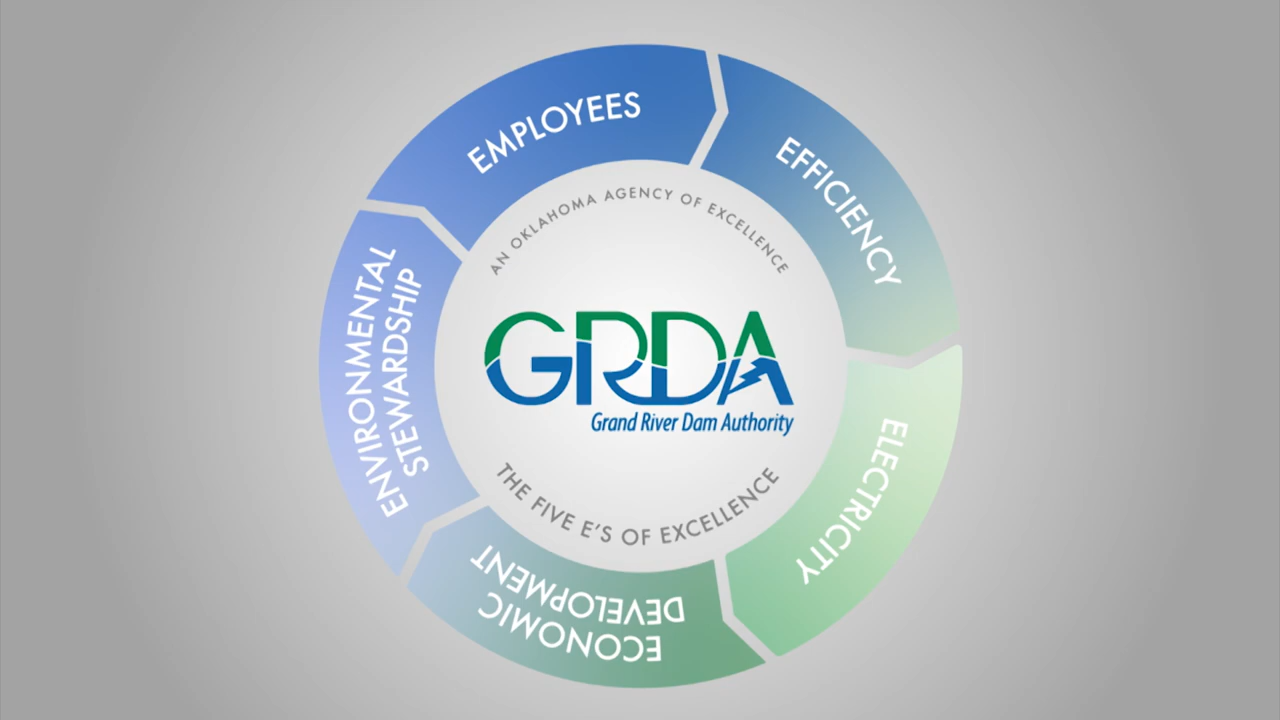 EMPLOYEES
EFFICIENCY
ELECTRICITY
ECONOMIC
DEVELOPMENT
ENVIRONMENTAL
STEWARDSHIP
AN OKLAHOMA AGENCY OF EXCELLENCE
GRDA
Grand River Dam Authority
THE FIVE E'S OF EXCELLENCE